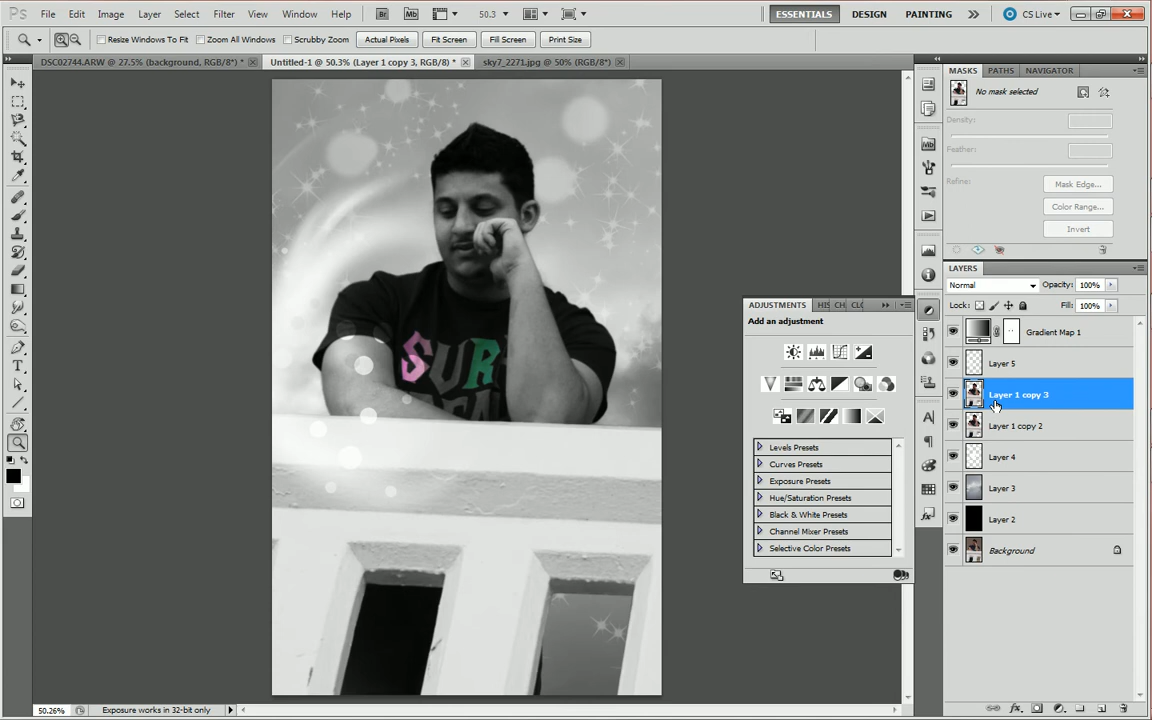 Ps File Edit Image Layer Select Filter View Window Help Br Mb 50.3 ESSENTIALS DESIGN PAINTING CS Live
Resize Windows To Fit Zoom All Windows Scrubby Zoom Actual Pixels Fit Screen Fill Screen Print Size
DSC02744.ARW @ 27.5% (background, RGB/8*) * Untitled-1 @ 50.3% (Layer 1 copy 3, RGB/8) * sky7_2271.jpg @ 50% (RGB/8*)
MASKS PATHS NAVIGATOR
No mask selected
Density:
Feather:
Refine: Mask Edge...
Color Range...
Invert
LAYERS
Normal Opacity: 100%
Lock: Fill: 100%
Gradient Map 1
Layer 5
Layer 1 copy 3
Layer 1 copy 2
Layer 4
Layer 3
Layer 2
Background
ADJUSTMENTS HIS CH CLO
Add an adjustment
Levels Presets
Curves Presets
Exposure Presets
Hue/Saturation Presets
Black & White Presets
Channel Mixer Presets
Selective Color Presets
SUR
50.26% Exposure works in 32-bit only